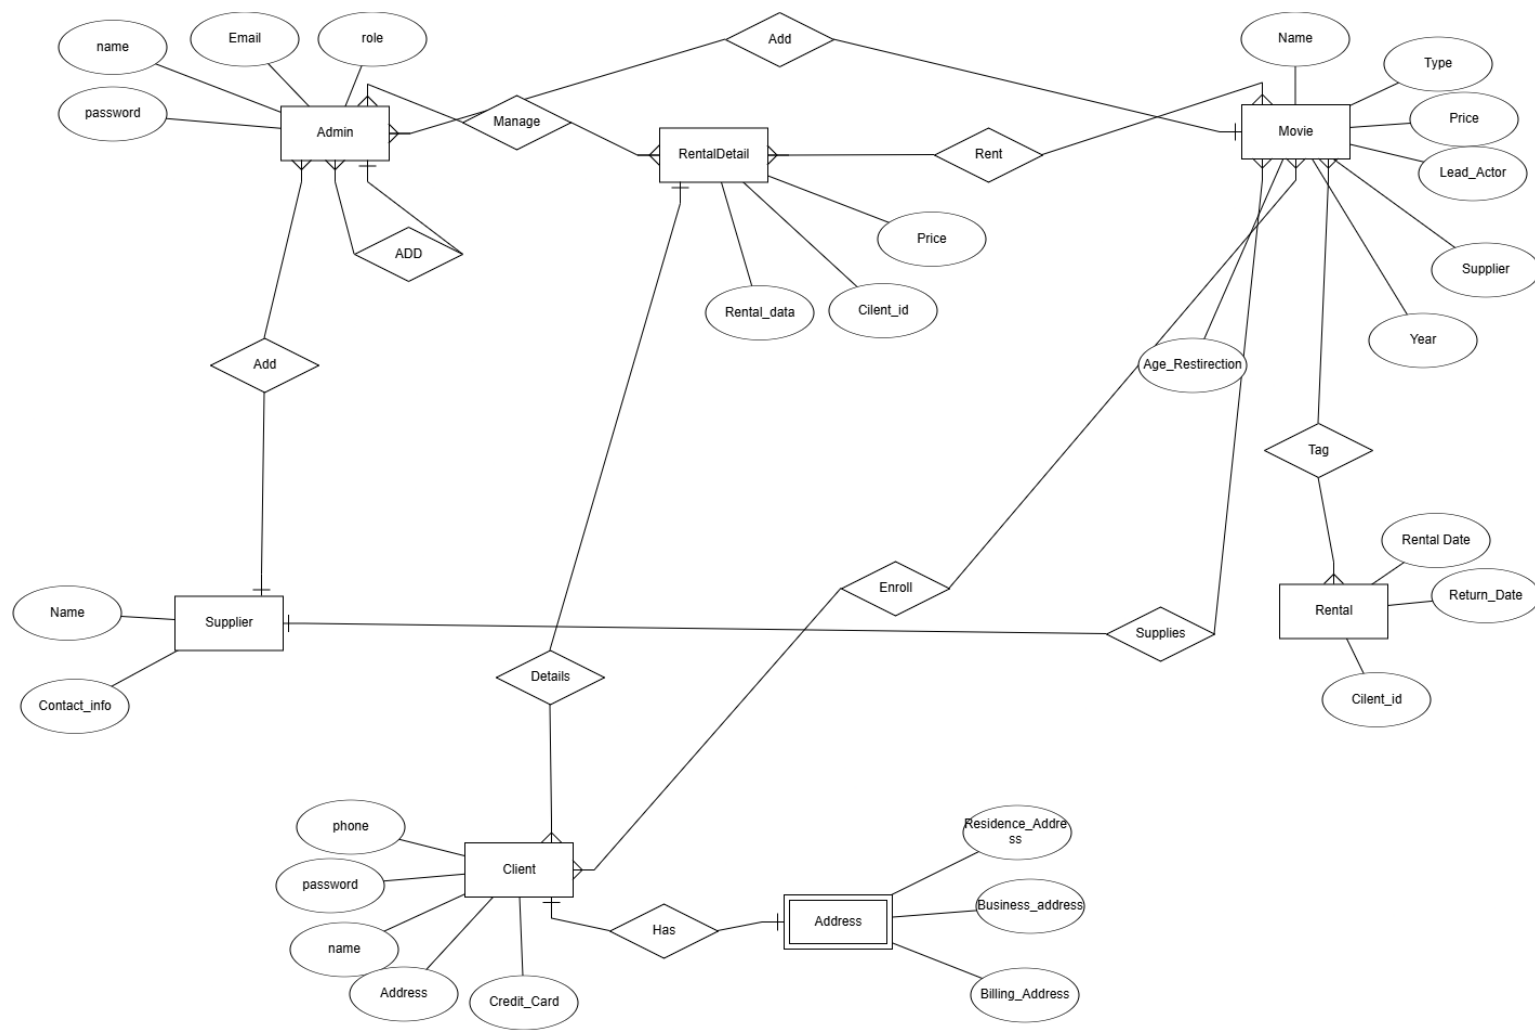 name
Email
role
Add
Name
Type
password
Admin
Manage
RentalDetail
Rent
Movie
Price
Lead_Actor
ADD
Price
Supplier
Rental_data
Cilent_id
Year
Add
Age_Restirection
Tag
Rental Date
Enroll
Return_Date
Name
Supplier
Supplies
Rental
Contact_info
Details
Cilent_id
phone
Residence_Addre
ss
password
Client
Business_address
Address
Has
name
Address
Credit_Card
Billing_Address